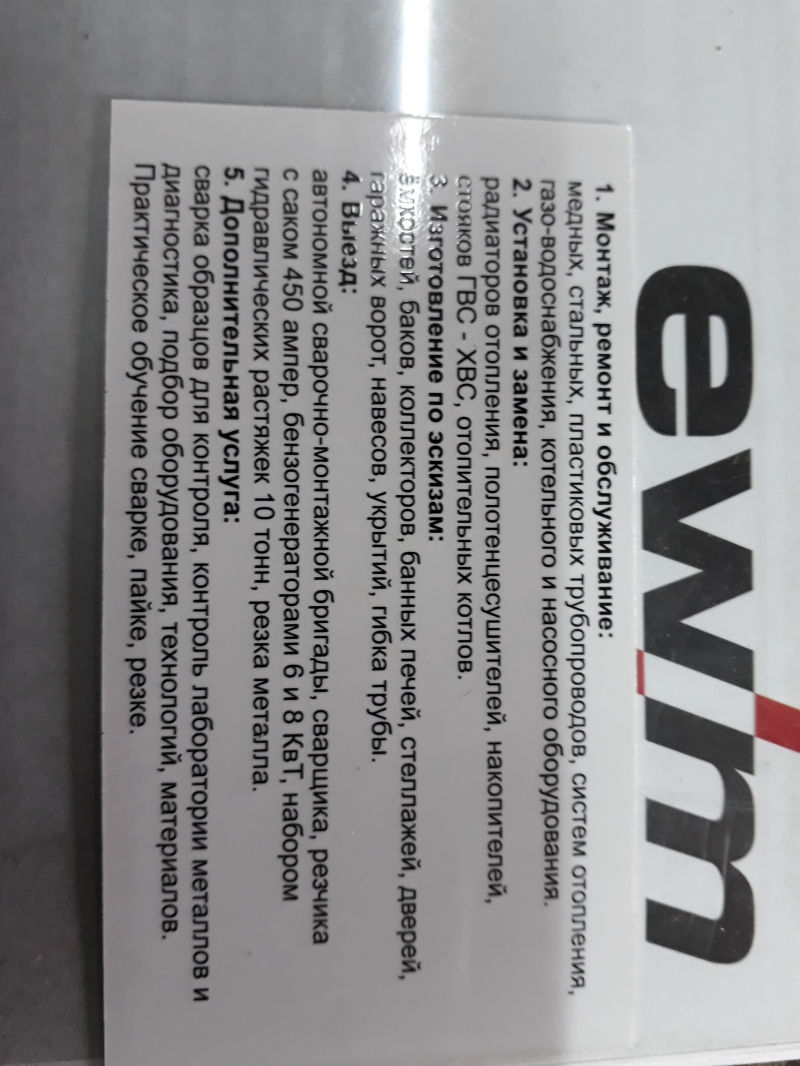 ewm
1. Монтаж, ремонт и обслуживание:
медных, стальных, пластиковых трубопроводов, систем отопления,
газо-водоснабжения, котельного и насосного оборудования.
2. Установка и замена:
радиаторов отопления, полотенцесушителей, накопителей,
стояков ГВС - ХВС, отопительных котлов.
3. Изготовление по эскизам:
ёмкостей, баков, коллекторов, банных печей, стеллажей, дверей,
гаражных ворот, навесов, укрытий, гибка трубы.
4. Выезд:
автономной сварочно-монтажной бригады, сварщика, резчика
с саком 450 ампер, бензогенераторами 6 и 8 КвТ, набором
гидравлических растяжек 10 тонн, резка металла.
5. Дополнительная услуга:
сварка образцов для контроля, контроль лаборатории металлов и
диагностика, подбор оборудования, технологий, материалов.
Практическое обучение сварке, пайке, резке.